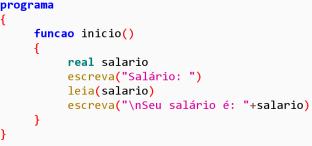 programa
{
funcao inicio()
{
real salario
escreva("Salário: ")
leia(salario)
escreva("\nSeu salário é: "+salario)
}
}